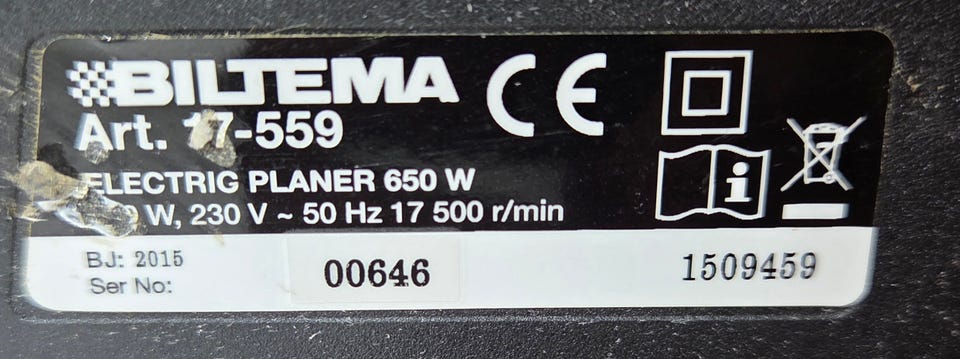 BILTEMA
CE
Art. 17-559
ELECTRIG PLANER 650 W
W, 230 V ~ 50 Hz 17 500 r/min
BJ: 2015
Ser No:
00646
1509459